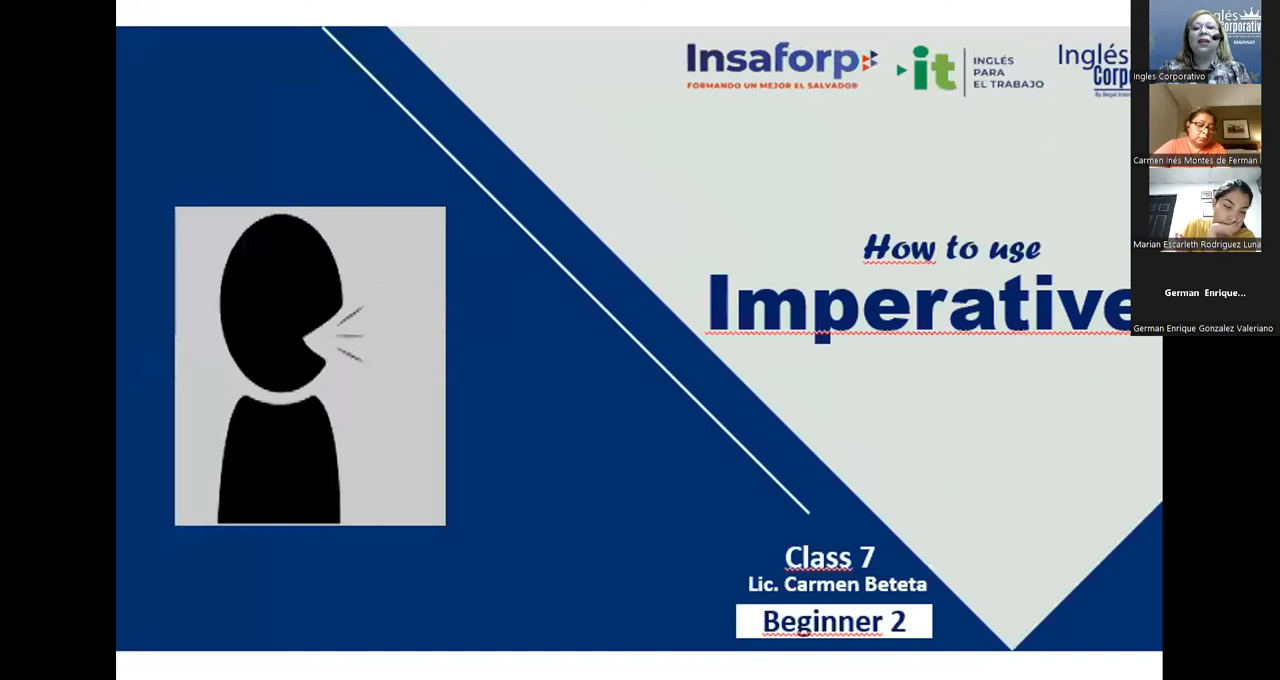 Insaforp
FORMANDO UN MEJOR EL SALVADOR
it
INGLÉS
PARA
EL TRABAJO
Inglés
Corp
How to use
Imperative
Class 7
Lic. Carmen Beteta
Beginner 2
Ingles Corporativo
Carmen Inés Montes de Ferman
Marian Escarleth Rodriguez Luna
German Enrique...
German Enrique Gonzalez Valeriano